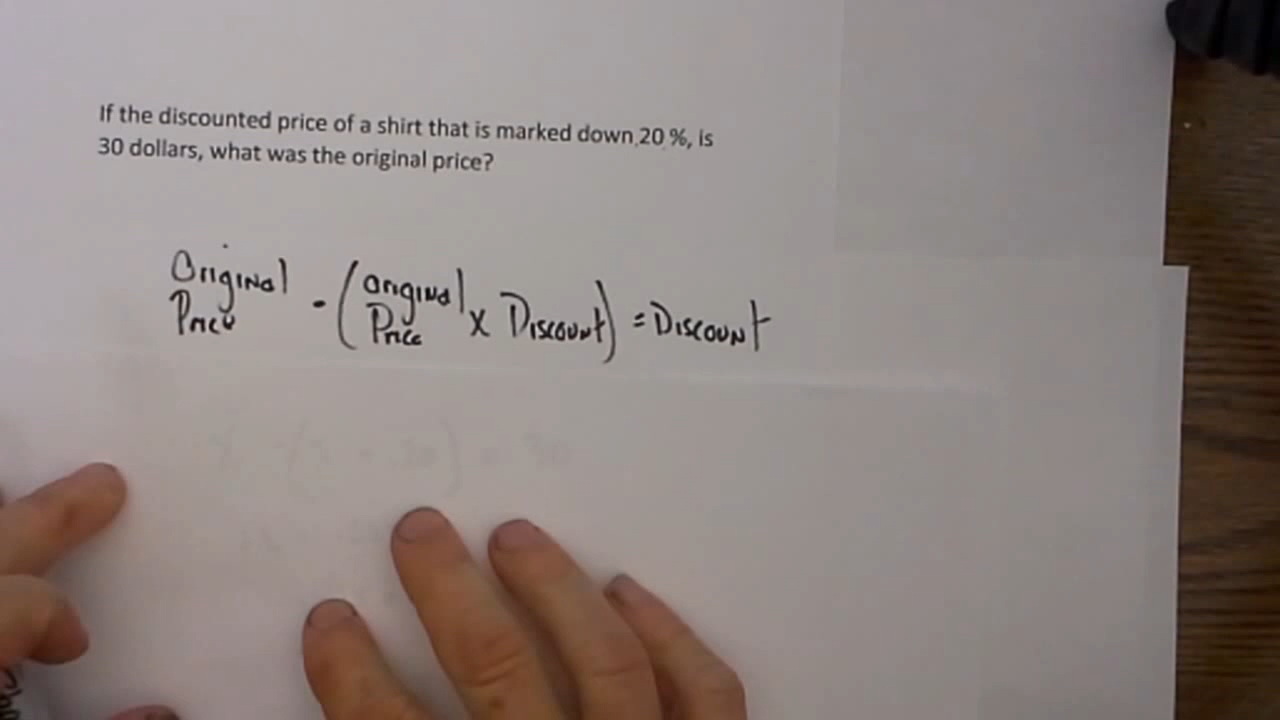 If the discounted price of a shirt that is marked down 20 %, is
30 dollars, what was the original price?
Original Price - (Original Price x Discount) = Discount